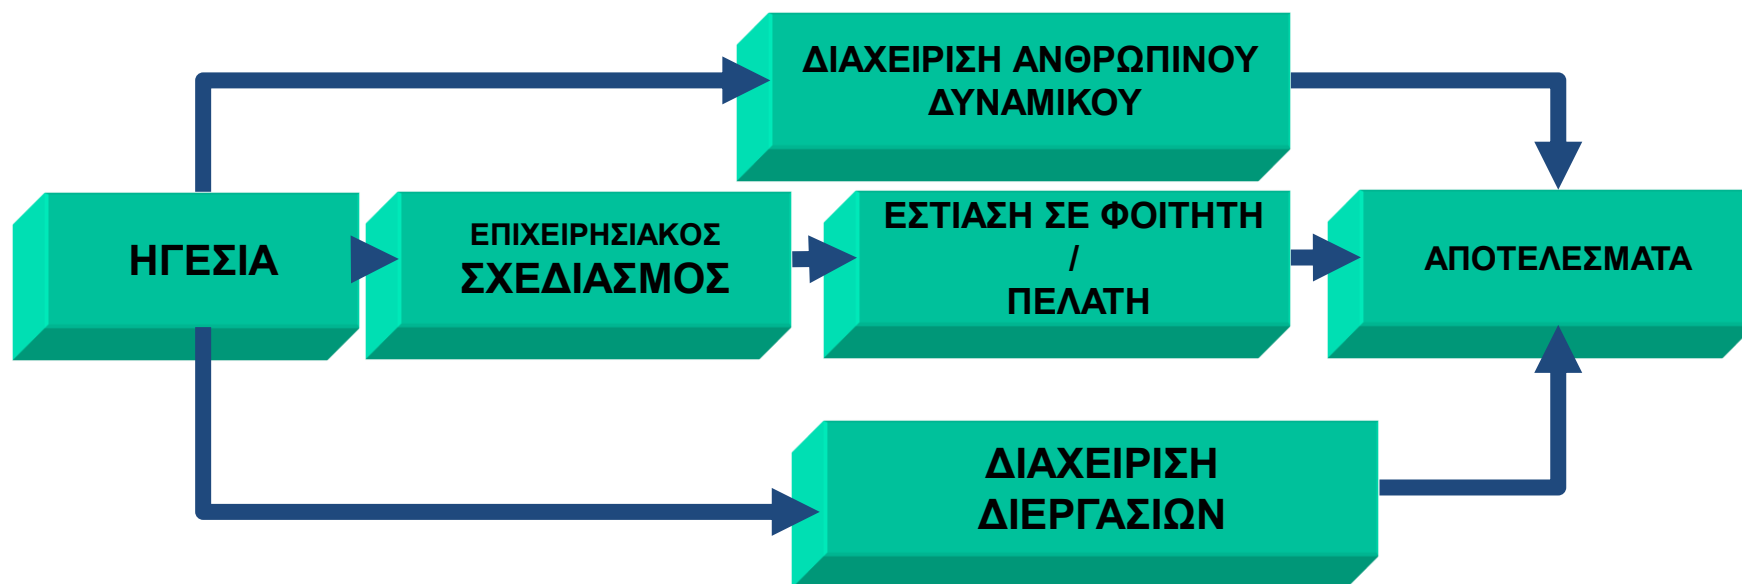 ΔΙΑΧΕΙΡΙΣΗ ΑΝΘΡΩΠΙΝΟΥ
ΔΥΝΑΜΙΚΟΥ
ΗΓΕΣΙΑ
ΕΠΙΧΕΙΡΗΣΙΑΚΟΣ
ΣΧΕΔΙΑΣΜΟΣ
ΕΣΤΙΑΣΗ ΣΕ ΦΟΙΤΗΤΗ
/
ΠΕΛΑΤΗ
ΑΠΟΤΕΛΕΣΜΑΤΑ
ΔΙΑΧΕΙΡΙΣΗ
ΔΙΕΡΓΑΣΙΩΝ